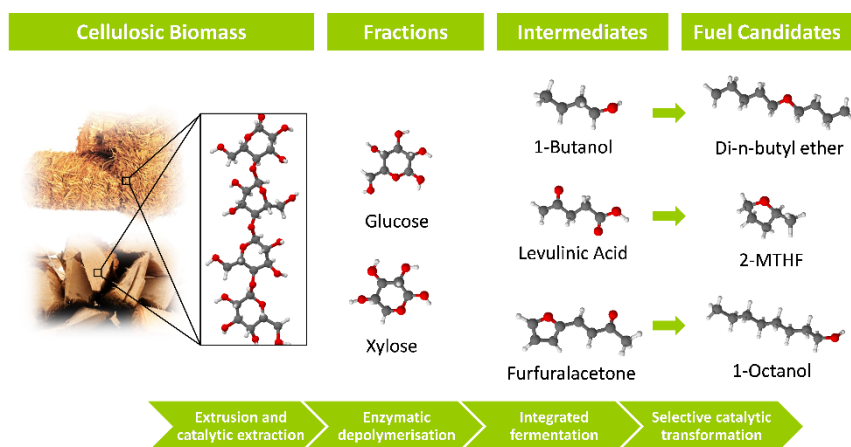 Cellulosic Biomass
Fractions
Intermediates
Fuel Candidates
1-Butanol
Di-n-butyl ether
Glucose
Levulinic Acid
2-MTHF
Xylose
Furfuralacetone
1-Octanol
Extrusion and
catalytic extraction
Enzymatic
depolymerisation
Integrated
fermentation
Selective catalytic
transformation